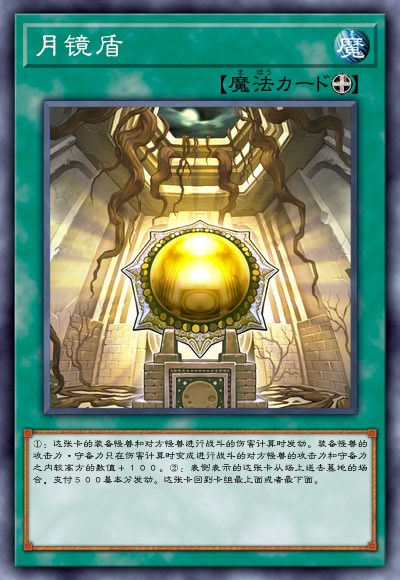 月镜盾
魔
【魔法カード】
まほう
①：这张卡的装备怪兽和对方怪兽进行战斗的伤害计算时发动。装备怪兽的
攻击力·守备力只在伤害计算时变成进行战斗的对方怪兽的攻击力和守备力
之内较高方的数值＋１００。②：表侧表示的这张卡从场上送去墓地的场
合，支付５００基本分发动。这张卡回到卡组最上面或者最下面。